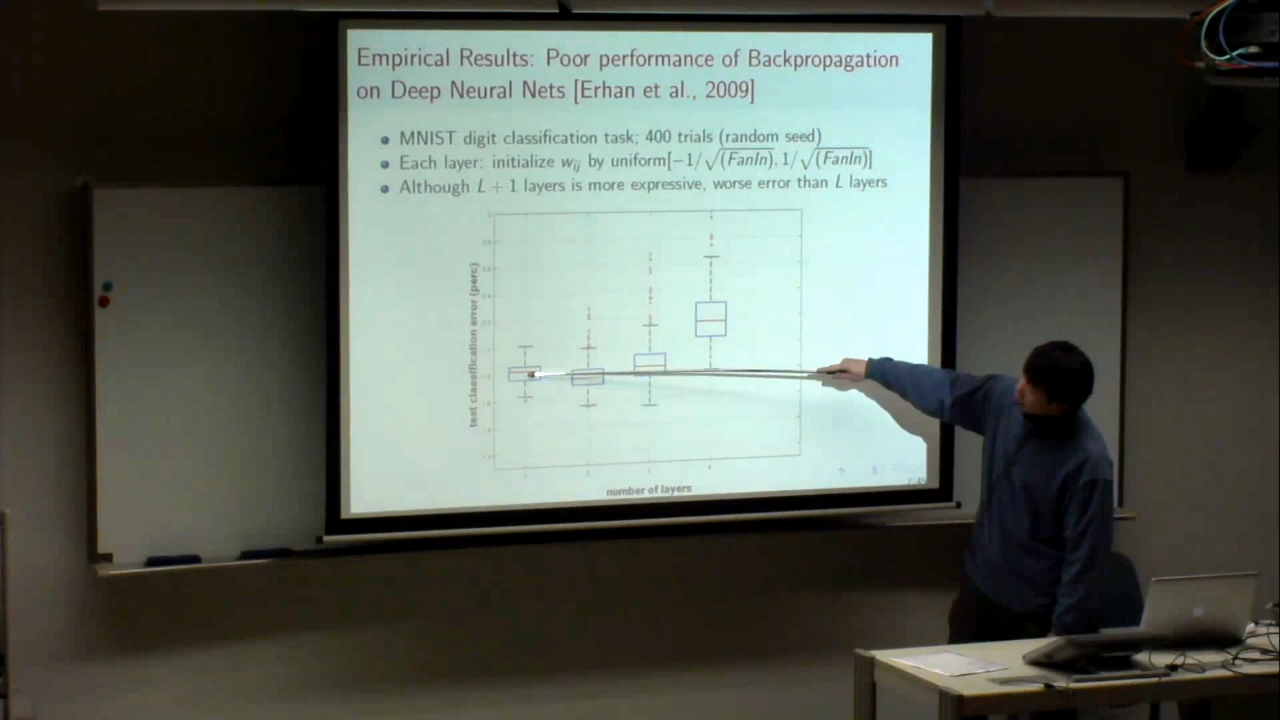 Empirical Results: Poor performance of Backpropagation
on Deep Neural Nets [Erhan et al., 2009]
MNIST digit classification task; 400 trials (random seed)
Each layer: initialize w_ij by uniform[−1/√(FanIn), 1/√(FanIn)]
Although L + 1 layers is more expressive, worse error than L layers
test classification error (perc)
number of layers